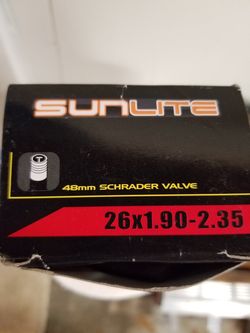 SUNLITE
48mm SCHRADER VALVE
26x1.90-2.35